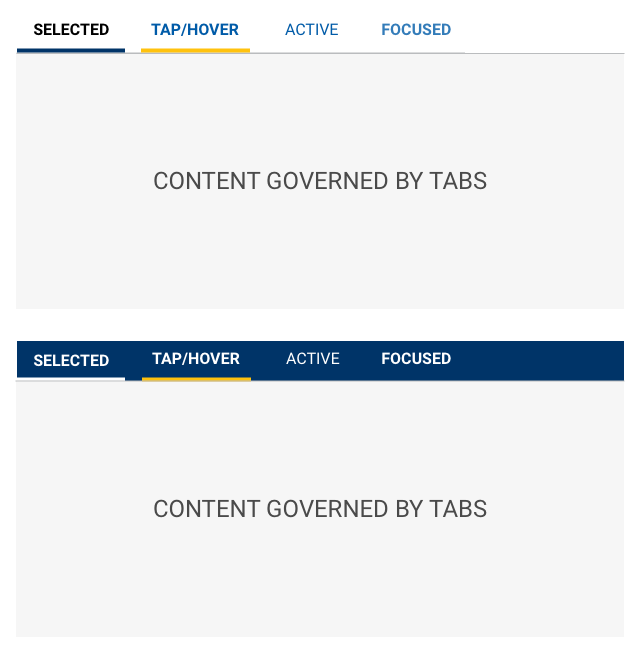 SELECTED TAP/HOVER ACTIVE FOCUSED
CONTENT GOVERNED BY TABS
SELECTED TAP/HOVER ACTIVE FOCUSED
CONTENT GOVERNED BY TABS